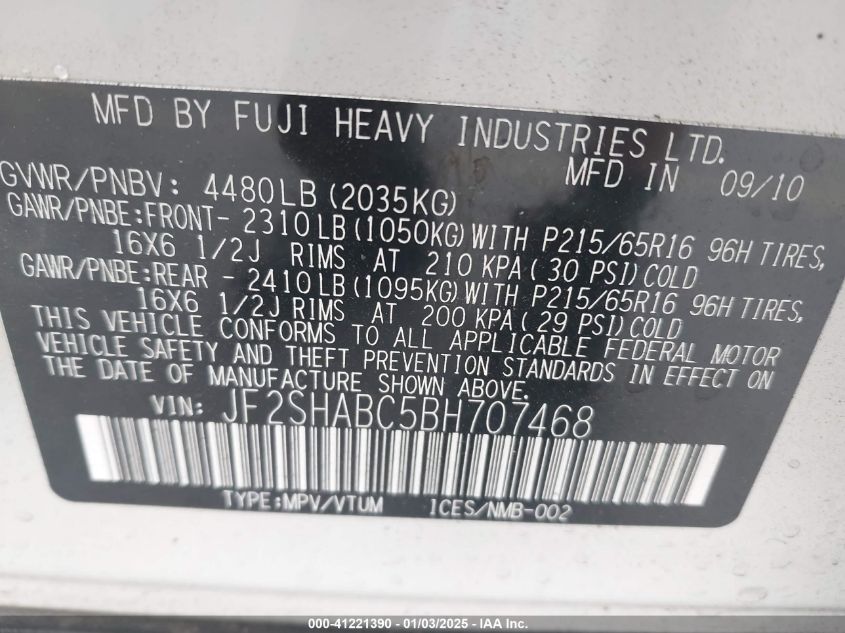 MFD BY FUJI HEAVY INDUSTRIES LTD.
MFD IN 09/10
GVWR/PNBV: 4480LB (2035KG)
GAWR/PNBE:FRONT- 2310LB(1050KG)WITH P215/65R16 96H TIRES,
16X6 1/2J RIMS AT 210 KPA(30 PSI)COLD
GAWR/PNBE:REAR - 2410LB(1095KG)WITH P215/65R16 96H TIRES,
16X6 1/2J RIMS AT 200 KPA(29 PSI)COLD
THIS VEHICLE CONFORMS TO ALL APPLICABLE FEDERAL MOTOR
VEHICLE SAFETY AND THEFT PREVENTION STANDARDS IN EFFECT ON
THE DATE OF MANUFACTURE SHOWN ABOVE.
VIN: JF2SHABC5BH707468
TYPE:MPV/VTUM ICES/NMB-002
000-41221390 - 01/03/2025 - IAA Inc.